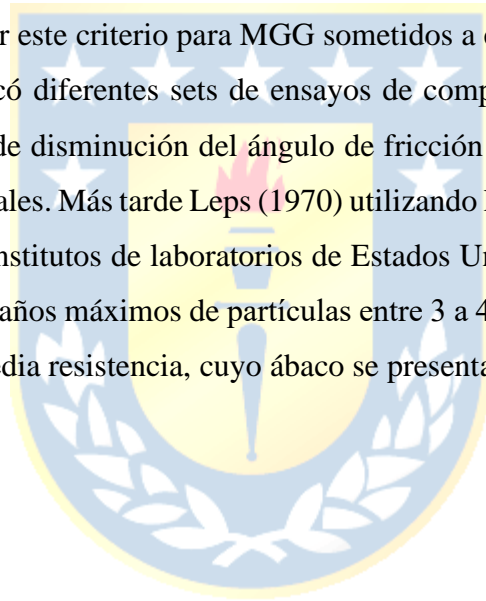 r este criterio para MGG sometidos a
có diferentes sets de ensayos de comp
de disminución del ángulo de fricción
ales. Más tarde Leps (1970) utilizando
nstitutos de laboratorios de Estados Un
años máximos de partículas entre 3 a 4
edia resistencia, cuyo ábaco se presenta